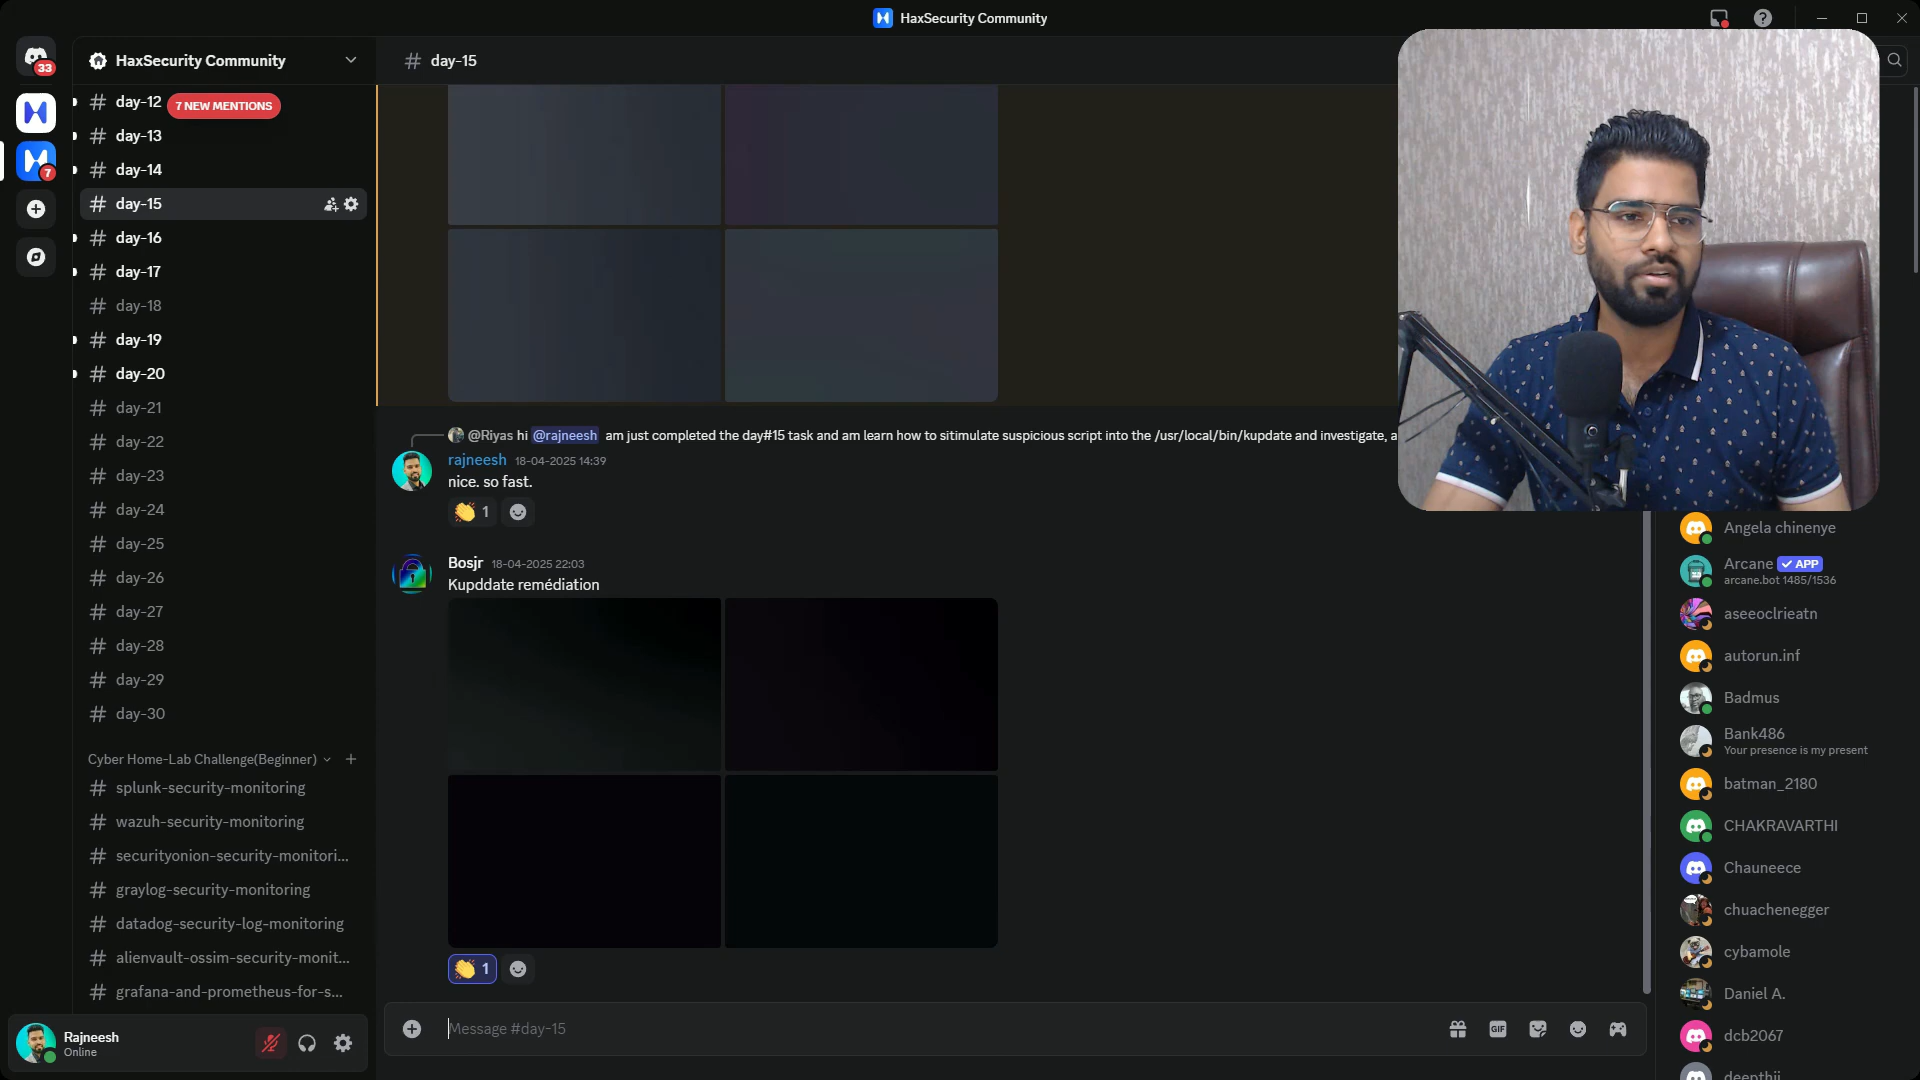 HaxSecurity Community
33
HaxSecurity Community
day-15
day-12
7 NEW MENTIONS
day-13
day-14
7
day-15
day-16
day-17
day-18
day-19
day-20
day-21
day-22
day-23
day-24
day-25
day-26
day-27
day-28
day-29
day-30
Cyber Home-Lab Challenge(Beginner)
splunk-security-monitoring
wazuh-security-monitoring
securityonion-security-monitori...
graylog-security-monitoring
datadog-security-log-monitoring
alienvault-ossim-security-monit...
grafana-and-prometheus-for-s...
Rajneesh
Online
@Riyas hi @rajneesh am just completed the day#15 task and am learn how to sitimulate suspicious script into the /usr/local/bin/kupdate and investigate, a
rajneesh 18-04-2025 14:39
nice. so fast.
1
Bosjr 18-04-2025 22:03
Kupddate remédiation
1
Message #day-15
GIF
Angela chinenye
Arcane APP
arcane.bot 1485/1536
aseeoclrieatn
autorun.inf
Badmus
Bank486
Your presence is my present
batman_2180
CHAKRAVARTHI
Chauneece
chuachenegger
cybamole
Daniel A.
dcb2067
deepthii